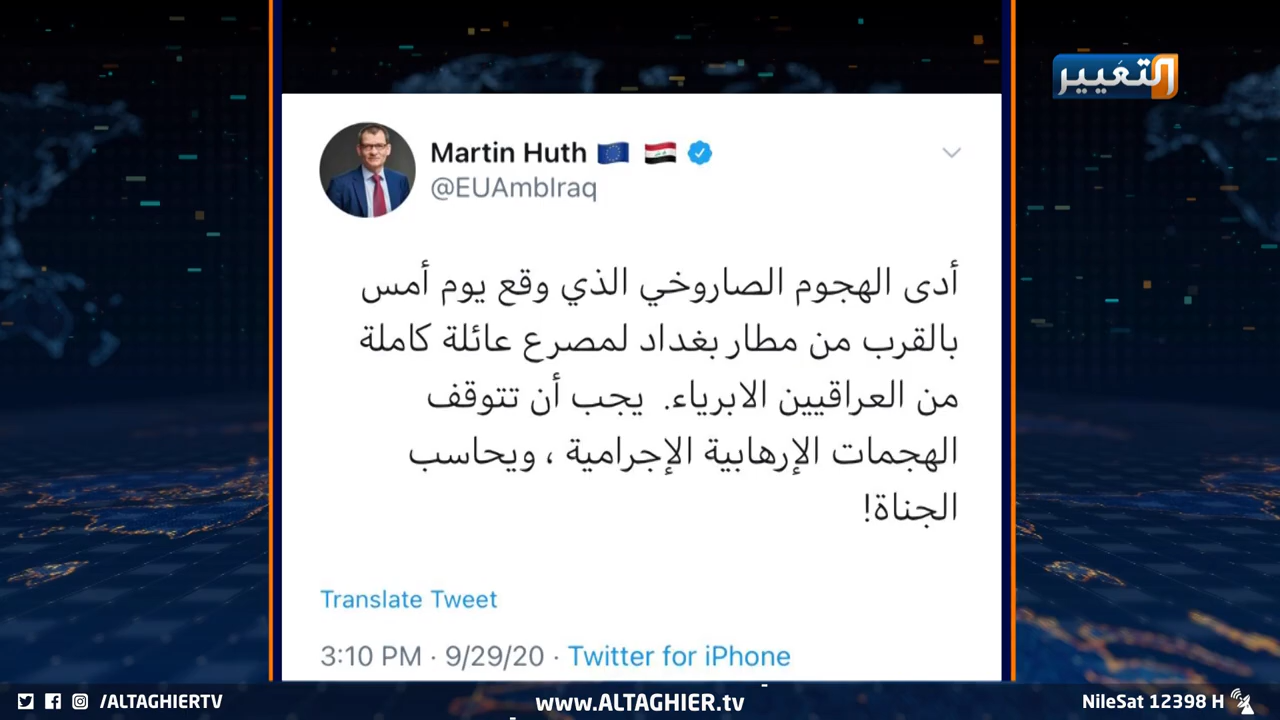 التغيير
Martin Huth 🇪🇺 🇮🇶
@EUAmbIraq
أدى الهجوم الصاروخي الذي وقع يوم أمس
بالقرب من مطار بغداد لمصرع عائلة كاملة
من العراقيين الابرياء. يجب أن تتوقف
الهجمات الإرهابية الإجرامية ، ويحاسب
الجناة!
Translate Tweet
3:10 PM · 9/29/20 · Twitter for iPhone
/ALTAGHIERTV
www.ALTAGHIER.tv
NileSat 12398 H